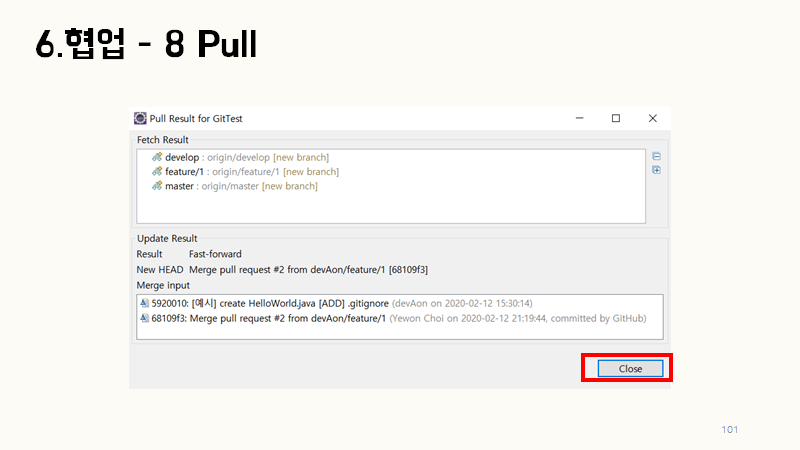 6.협업 - 8 Pull
Pull Result for GitTest
Fetch Result
develop : origin/develop [new branch]
feature/1 : origin/feature/1 [new branch]
master : origin/master [new branch]
Update Result
Result Fast-forward
New HEAD Merge pull request #2 from devAon/feature/1 [68109f3]
Merge input
5920010: [예시] create HelloWorld.java [ADD] .gitignore (devAon on 2020-02-12 15:30:14)
68109f3: Merge pull request #2 from devAon/feature/1 (Yewon Choi on 2020-02-12 21:19:44, committed by GitHub)
Close
101